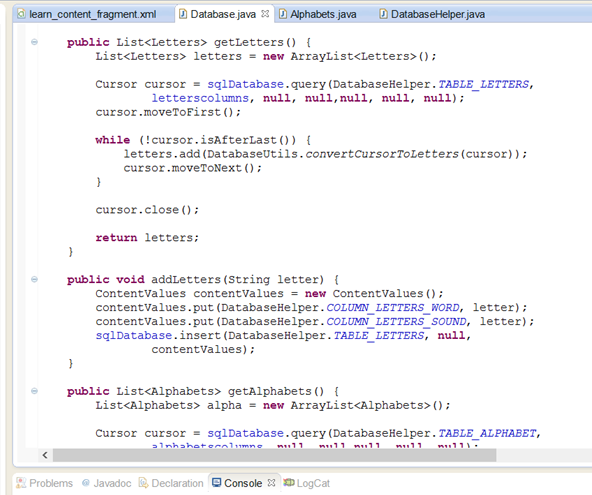 learn_content_fragment.xml Database.java Alphabets.java DatabaseHelper.java
public List<Letters> getLetters() {
List<Letters> letters = new ArrayList<Letters>();
Cursor cursor = sqlDatabase.query(DatabaseHelper.TABLE_LETTERS,
letterscolumns, null, null,null, null, null);
cursor.moveToFirst();
while (!cursor.isAfterLast()) {
letters.add(DatabaseUtils.convertCursorToLetters(cursor));
cursor.moveToNext();
}
cursor.close();
return letters;
}
public void addLetters(String letter) {
ContentValues contentValues = new ContentValues();
contentValues.put(DatabaseHelper.COLUMN_LETTERS_WORD, letter);
contentValues.put(DatabaseHelper.COLUMN_LETTERS_SOUND, letter);
sqlDatabase.insert(DatabaseHelper.TABLE_LETTERS, null,
contentValues);
}
public List<Alphabets> getAlphabets() {
List<Alphabets> alpha = new ArrayList<Alphabets>();
Cursor cursor = sqlDatabase.query(DatabaseHelper.TABLE_ALPHABET,
alphabetscolumns, null, null,null, null, null);
Problems Javadoc Declaration Console LogCat